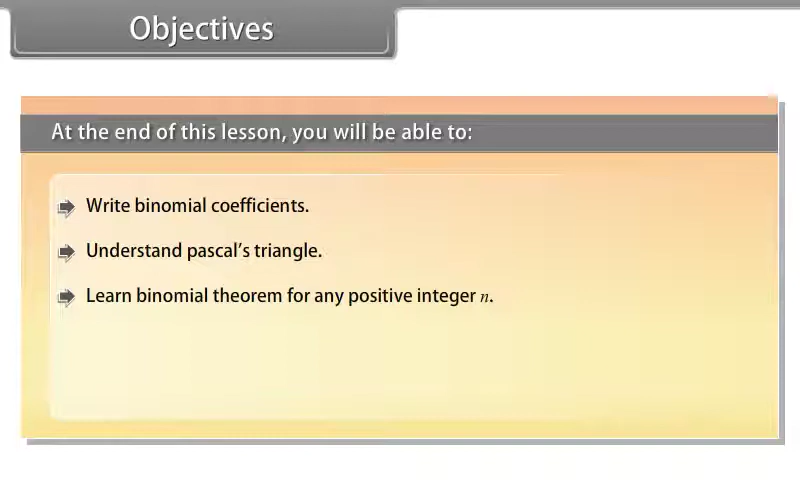 Objectives
At the end of this lesson, you will be able to:
Write binomial coefficients.
Understand pascal's triangle.
Learn binomial theorem for any positive integer n.